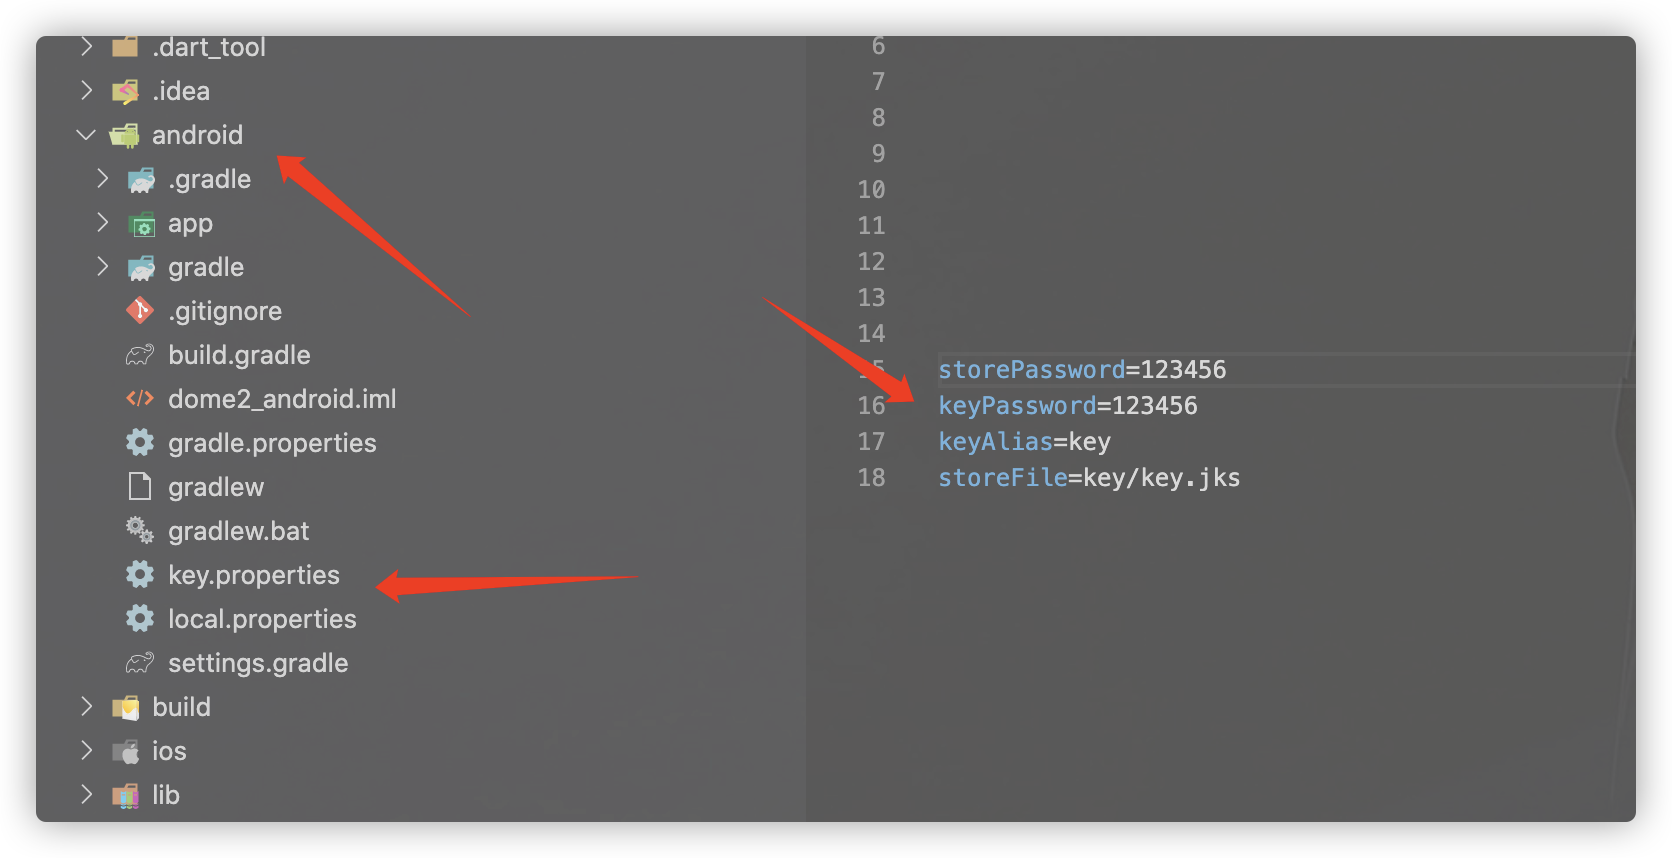 .dart_tool
.idea
android
.gradle
app
gradle
.gitignore
build.gradle
dome2_android.iml
gradle.properties
gradlew
gradlew.bat
key.properties
local.properties
settings.gradle
build
ios
lib
6
7
8
9
10
11
12
13
14
15 storePassword=123456
16 keyPassword=123456
17 keyAlias=key
18 storeFile=key/key.jks